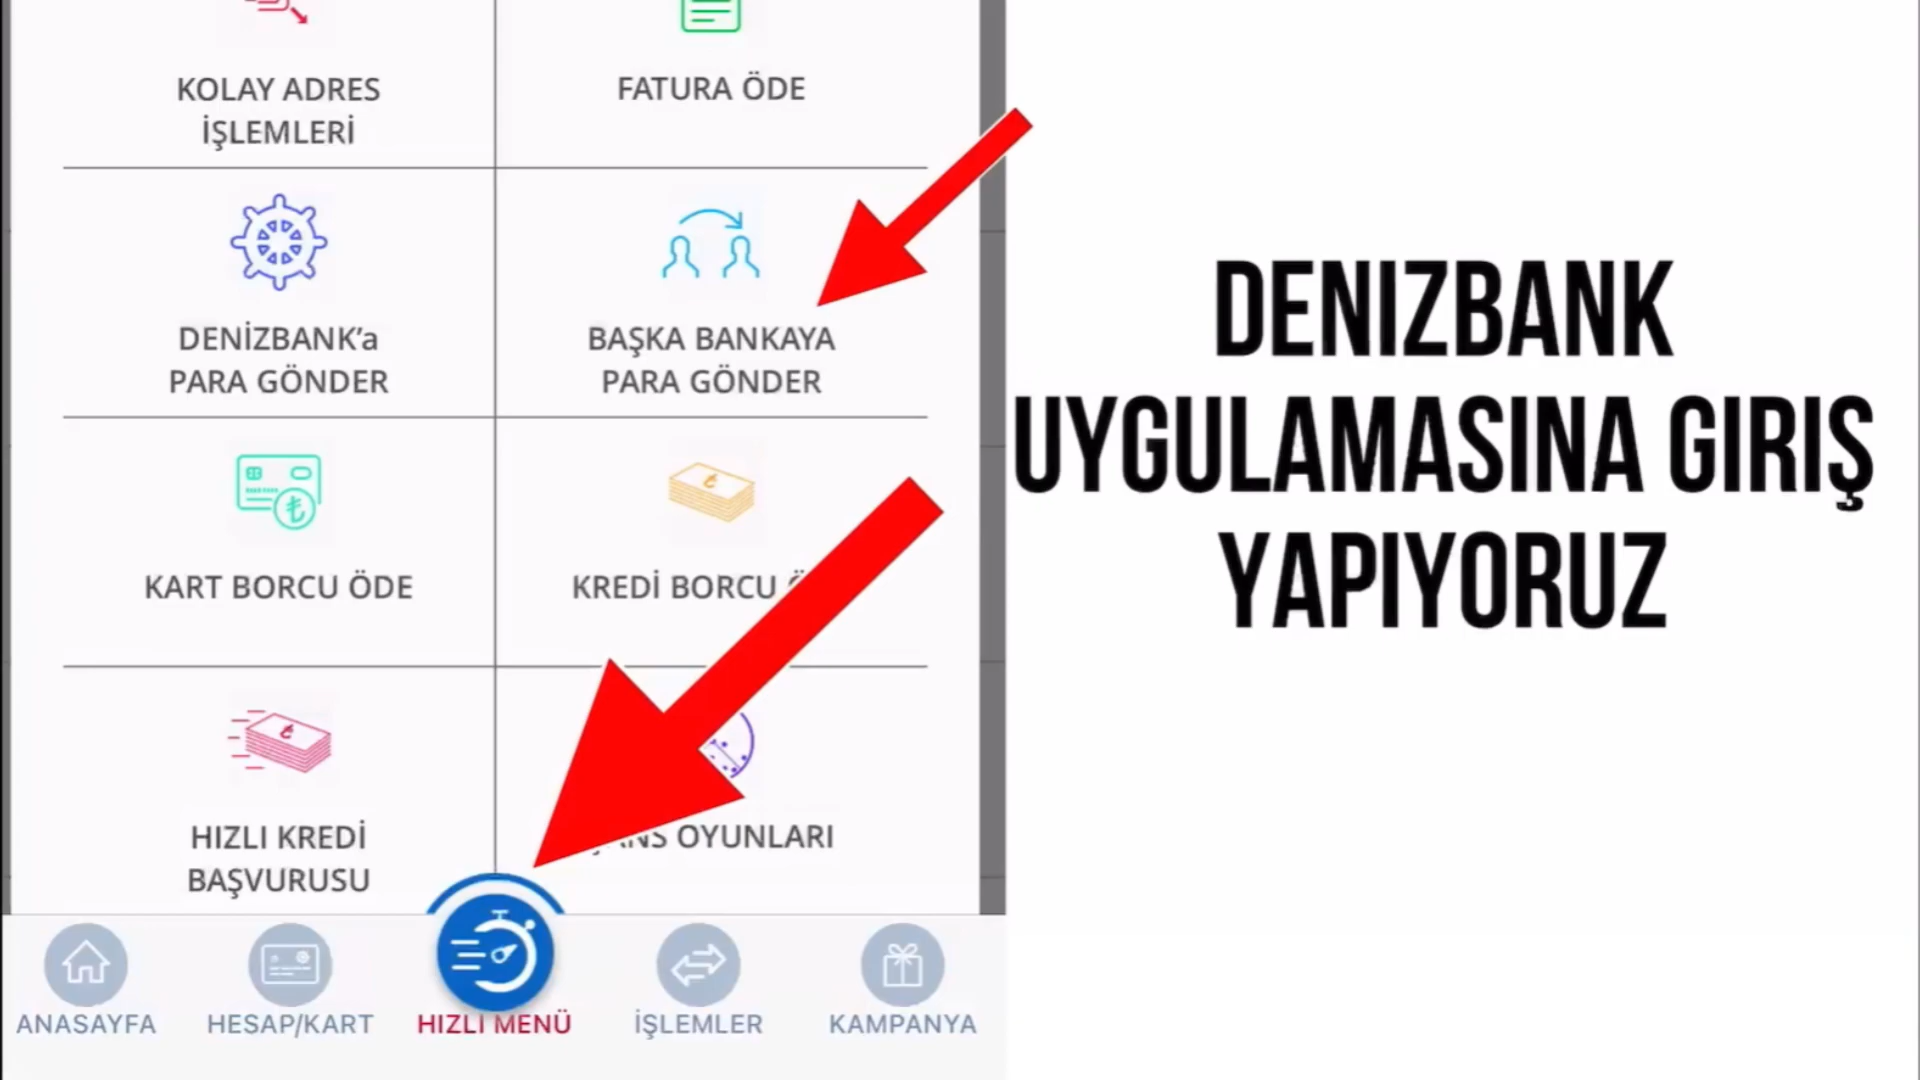 KOLAY ADRES
İŞLEMLERİ
FATURA ÖDE
DENİZBANK'a
PARA GÖNDER
BAŞKA BANKAYA
PARA GÖNDER
KART BORCU ÖDE
KREDİ BORCU
HIZLI KREDİ
BAŞVURUSU
OYUNLARI
ANASAYFA
HESAP/KART
HIZLI MENÜ
İŞLEMLER
KAMPANYA
DENIZBANK
UYGULAMASINA GIRIŞ
YAPIYORUZ